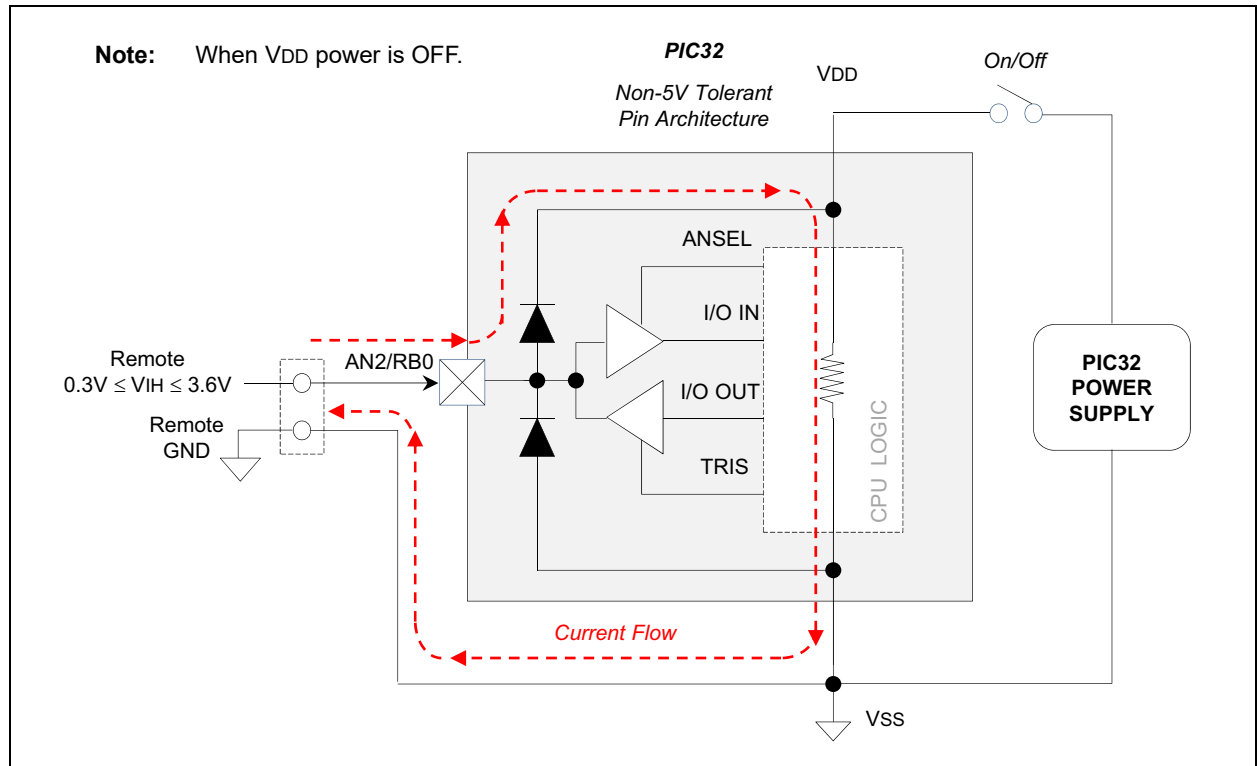 Note: When VDD power is OFF.
PIC32
Non-5V Tolerant
Pin Architecture
VDD
On/Off
ANSEL
I/O IN
Remote
0.3V ≤ VIH ≤ 3.6V
AN2/RB0
I/O OUT
Remote
GND
TRIS
CPU LOGIC
PIC32
POWER
SUPPLY
Current Flow
VSS